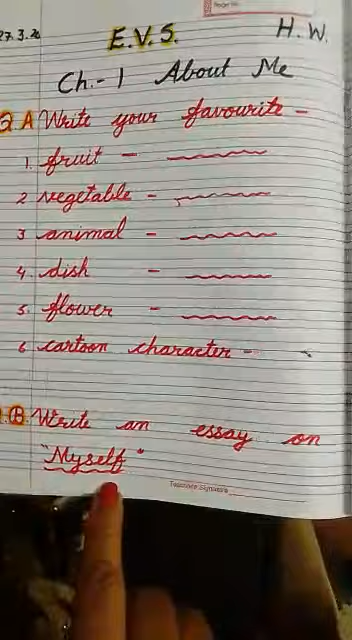 27.3.20 E.V.S. H.W.
Ch.-1 About Me
Q A Write your favourite -
1. fruit -
2 vegetable -
3 animal -
4. dish -
5. flower -
6 cartoon character -
Q.B. Write an essay on
"Myself"
Teacher's Signature